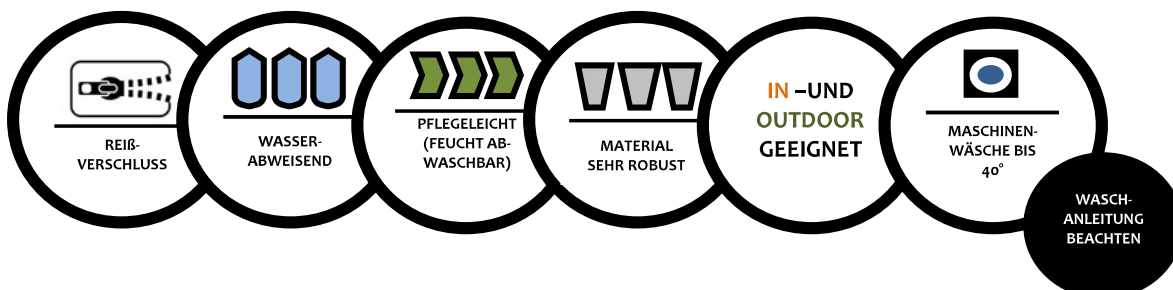 REIß-
VERSCHLUSS
WASSER-
ABWEISEND
PFLEGELEICHT
(FEUCHT AB-
WASCHBAR)
MATERIAL
SEHR ROBUST
IN –UND
OUTDOOR
GEEIGNET
MASCHINEN-
WÄSCHE BIS
40°
WASCH-
ANLEITUNG
BEACHTEN